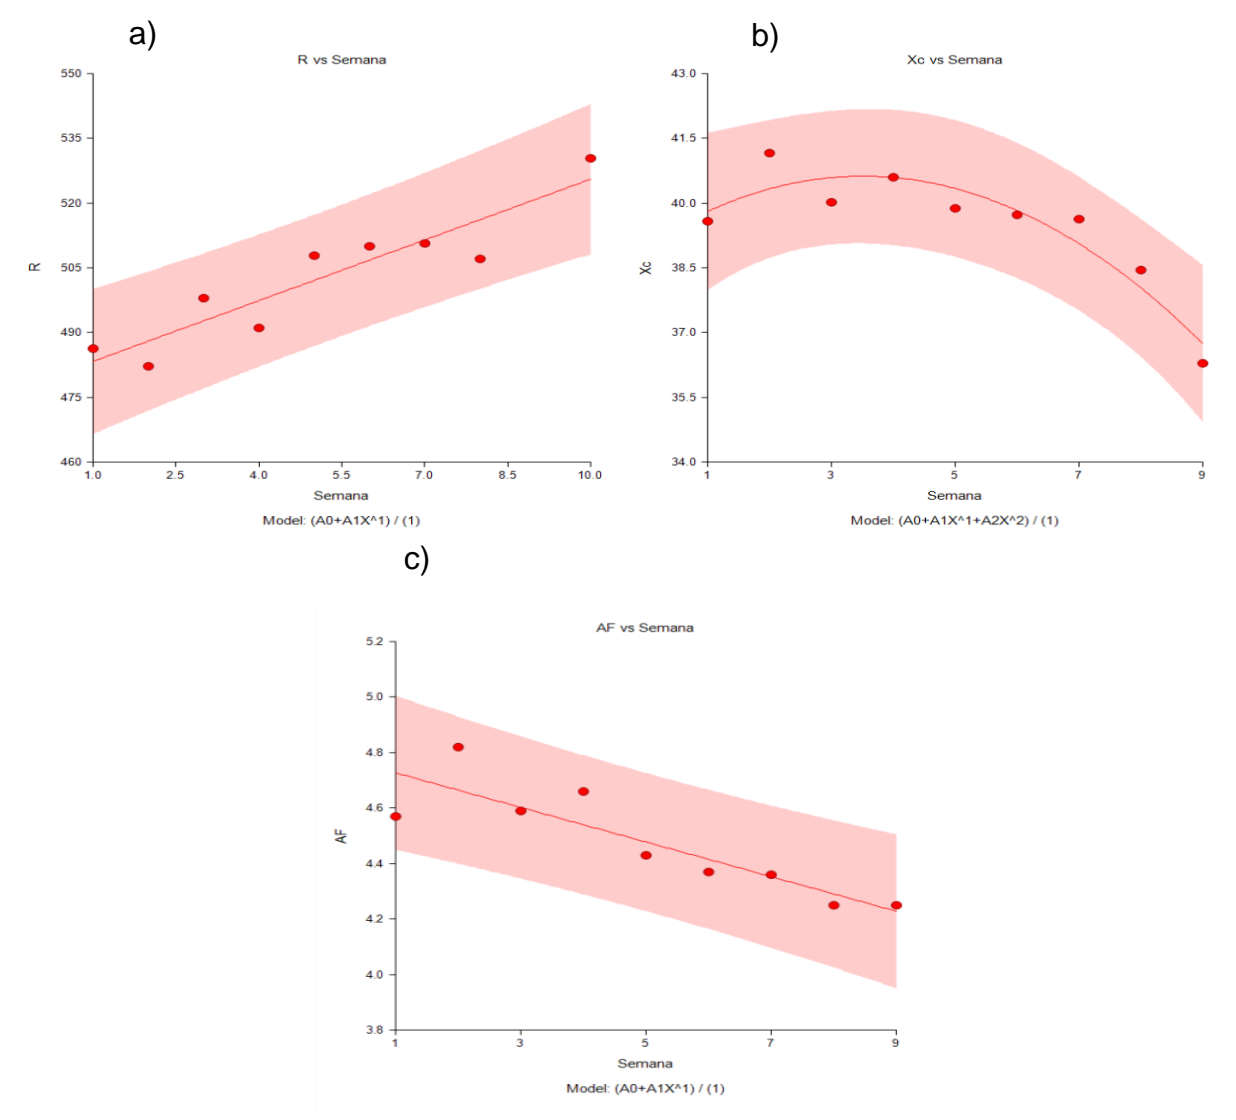 a)
R vs Semana
550
535
520
505
490
475
460
R
1.0 2.5 4.0 5.5 7.0 8.5 10.0
Semana
Model: (A0+A1X^1) / (1)
b)
Xc vs Semana
43.0
41.5
40.0
38.5
37.0
35.5
34.0
Xc
1 3 5 7 9
Semana
Model: (A0+A1X^1+A2X^2) / (1)
c)
AF vs Semana
5.2
5.0
4.8
4.6
4.4
4.2
4.0
3.8
AF
1 3 5 7 9
Semana
Model: (A0+A1X^1) / (1)